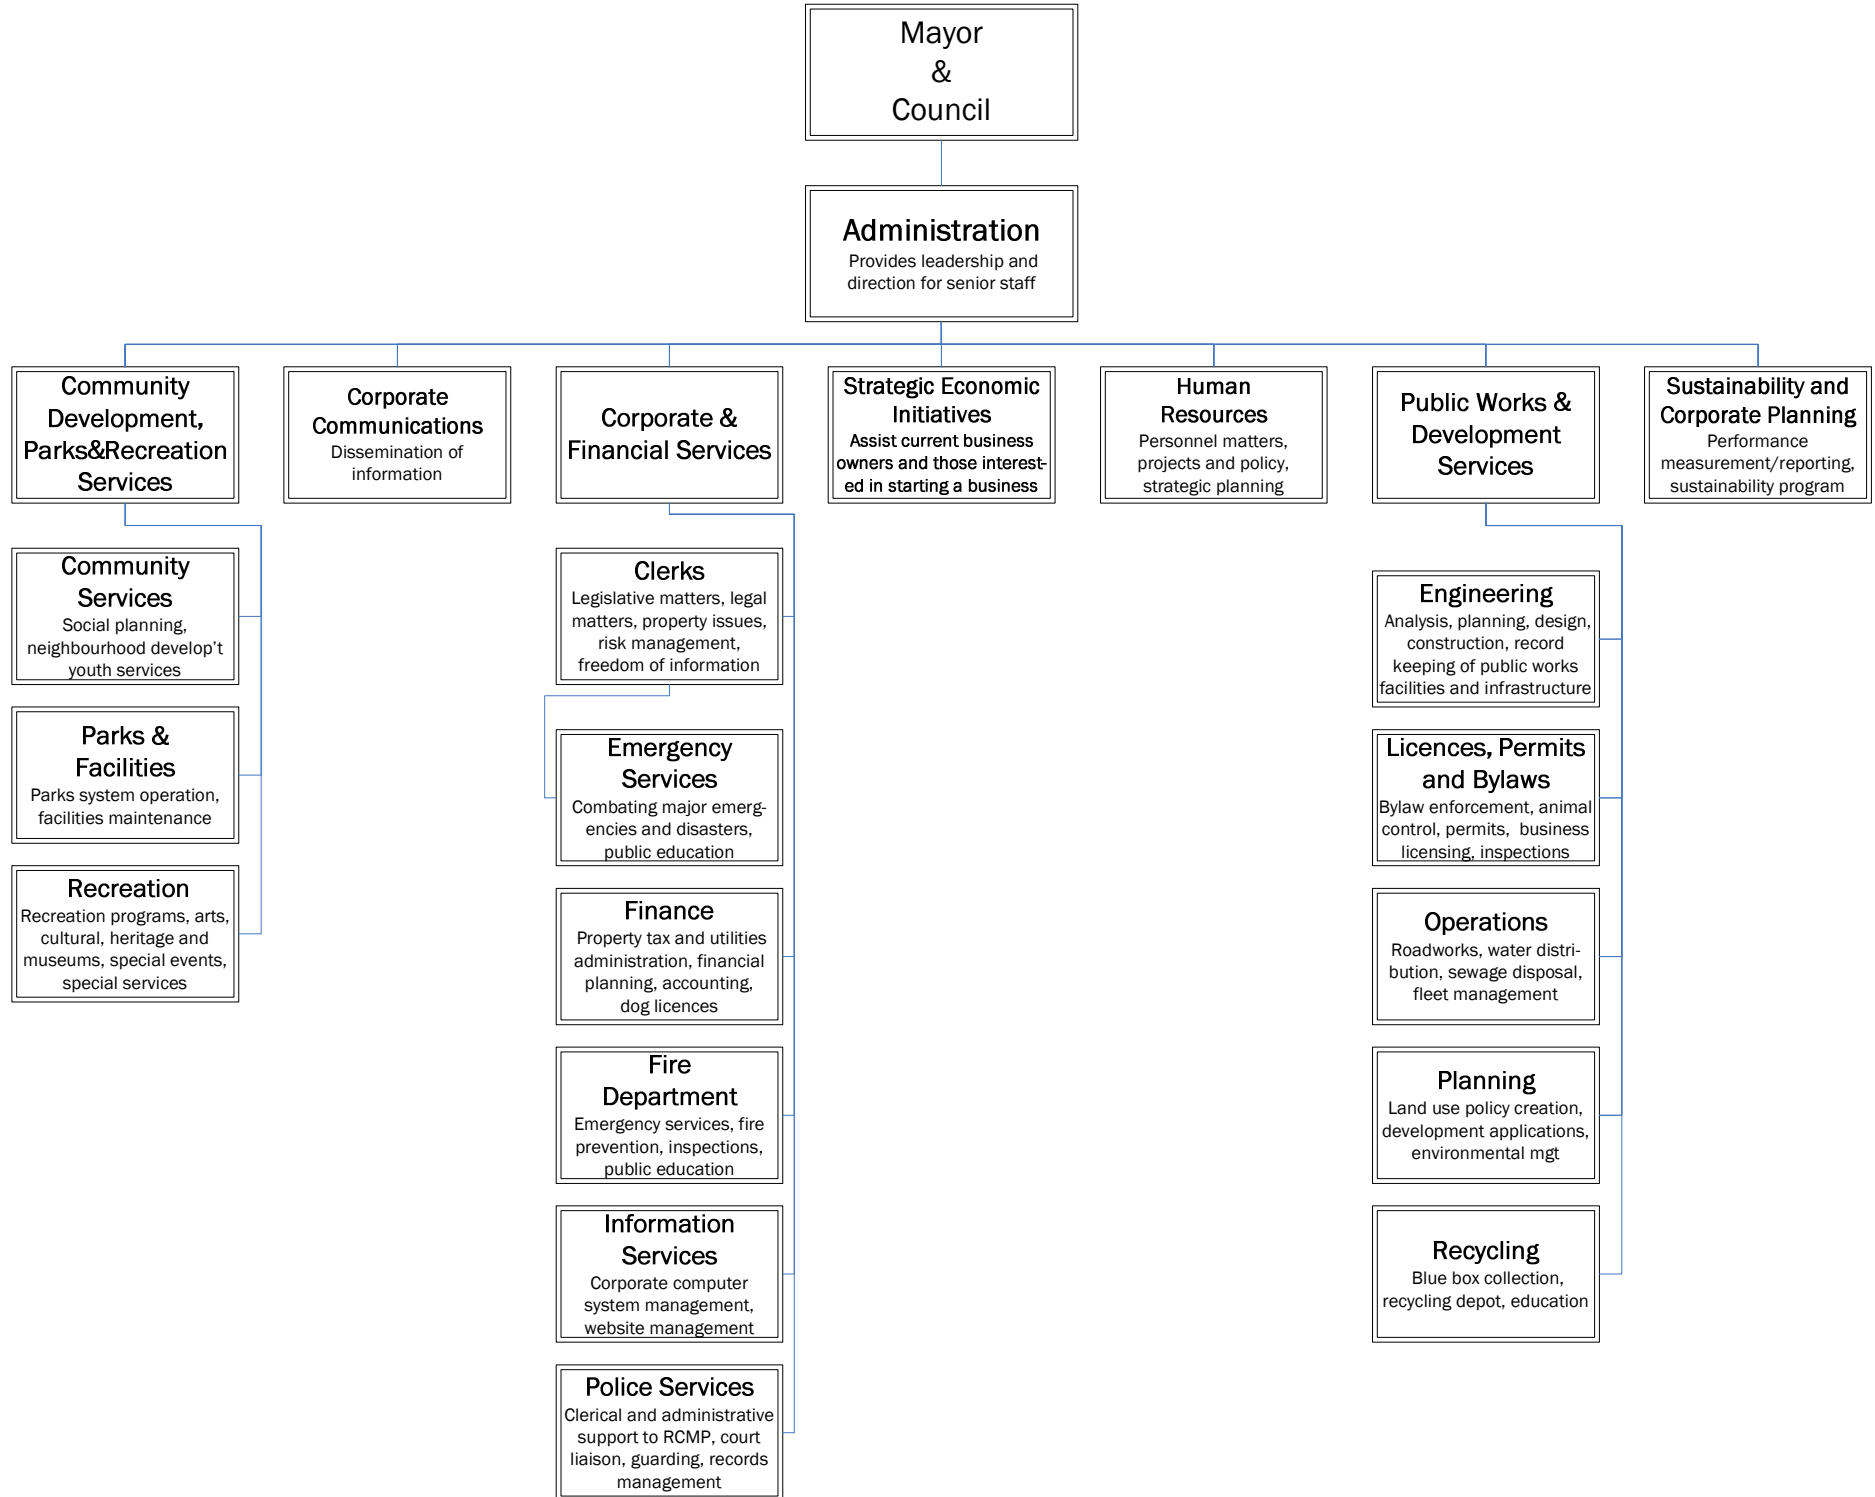 Mayor
&
Council
Administration
Provides leadership and
direction for senior staff
Community
Development,
Parks&Recreation
Services
Corporate
Communications
Dissemination of
information
Corporate &
Financial Services
Strategic Economic
Initiatives
Assist current business
owners and those interest-
ed in starting a business
Human
Resources
Personnel matters,
projects and policy,
strategic planning
Public Works &
Development
Services
Sustainability and
Corporate Planning
Performance
measurement/reporting,
sustainability program
Community
Services
Social planning,
neighbourhood develop’t
youth services
Parks &
Facilities
Parks system operation,
facilities maintenance
Recreation
Recreation programs, arts,
cultural, heritage and
museums, special events,
special services
Clerks
Legislative matters, legal
matters, property issues,
risk management,
freedom of information
Emergency
Services
Combating major emerg-
encies and disasters,
public education
Finance
Property tax and utilities
administration, financial
planning, accounting,
dog licences
Fire
Department
Emergency services, fire
prevention, inspections,
public education
Information
Services
Corporate computer
system management,
website management
Police Services
Clerical and administrative
support to RCMP, court
liaison, guarding, records
management
Engineering
Analysis, planning, design,
construction, record
keeping of public works
facilities and infrastructure
Licences, Permits
and Bylaws
Bylaw enforcement, animal
control, permits,  business
licensing, inspections
Operations
Roadworks, water distri-
bution, sewage disposal,
fleet management
Planning
Land use policy creation,
development applications,
environmental mgt
Recycling
Blue box collection,
recycling depot, education